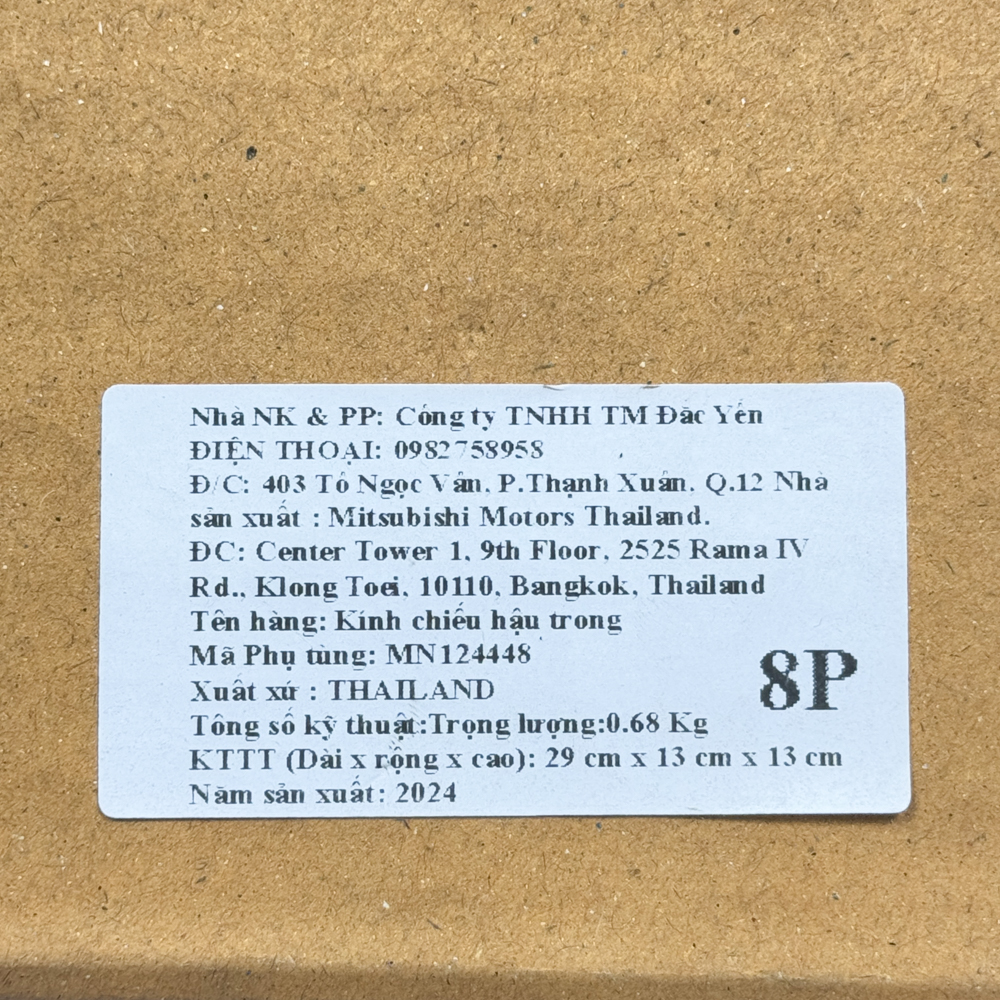 Nhà NK & PP: Công ty TNHH TM Đắc Yến
ĐIỆN THOẠI: 0982758958
Đ/C: 403 Tô Ngọc Vân, P.Thạnh Xuân, Q.12 Nhà
sản xuất : Mitsubishi Motors Thailand.
ĐC: Center Tower 1, 9th Floor, 2525 Rama IV
Rd., Klong Toei, 10110, Bangkok, Thailand
Tên hàng: Kính chiếu hậu trong
Mã Phụ tùng: MN124448
Xuất xứ : THAILAND
8P
Tông số kỹ thuật:Trọng lượng:0.68 Kg
KTTT (Dài x rộng x cao): 29 cm x 13 cm x 13 cm
Năm sản xuất: 2024